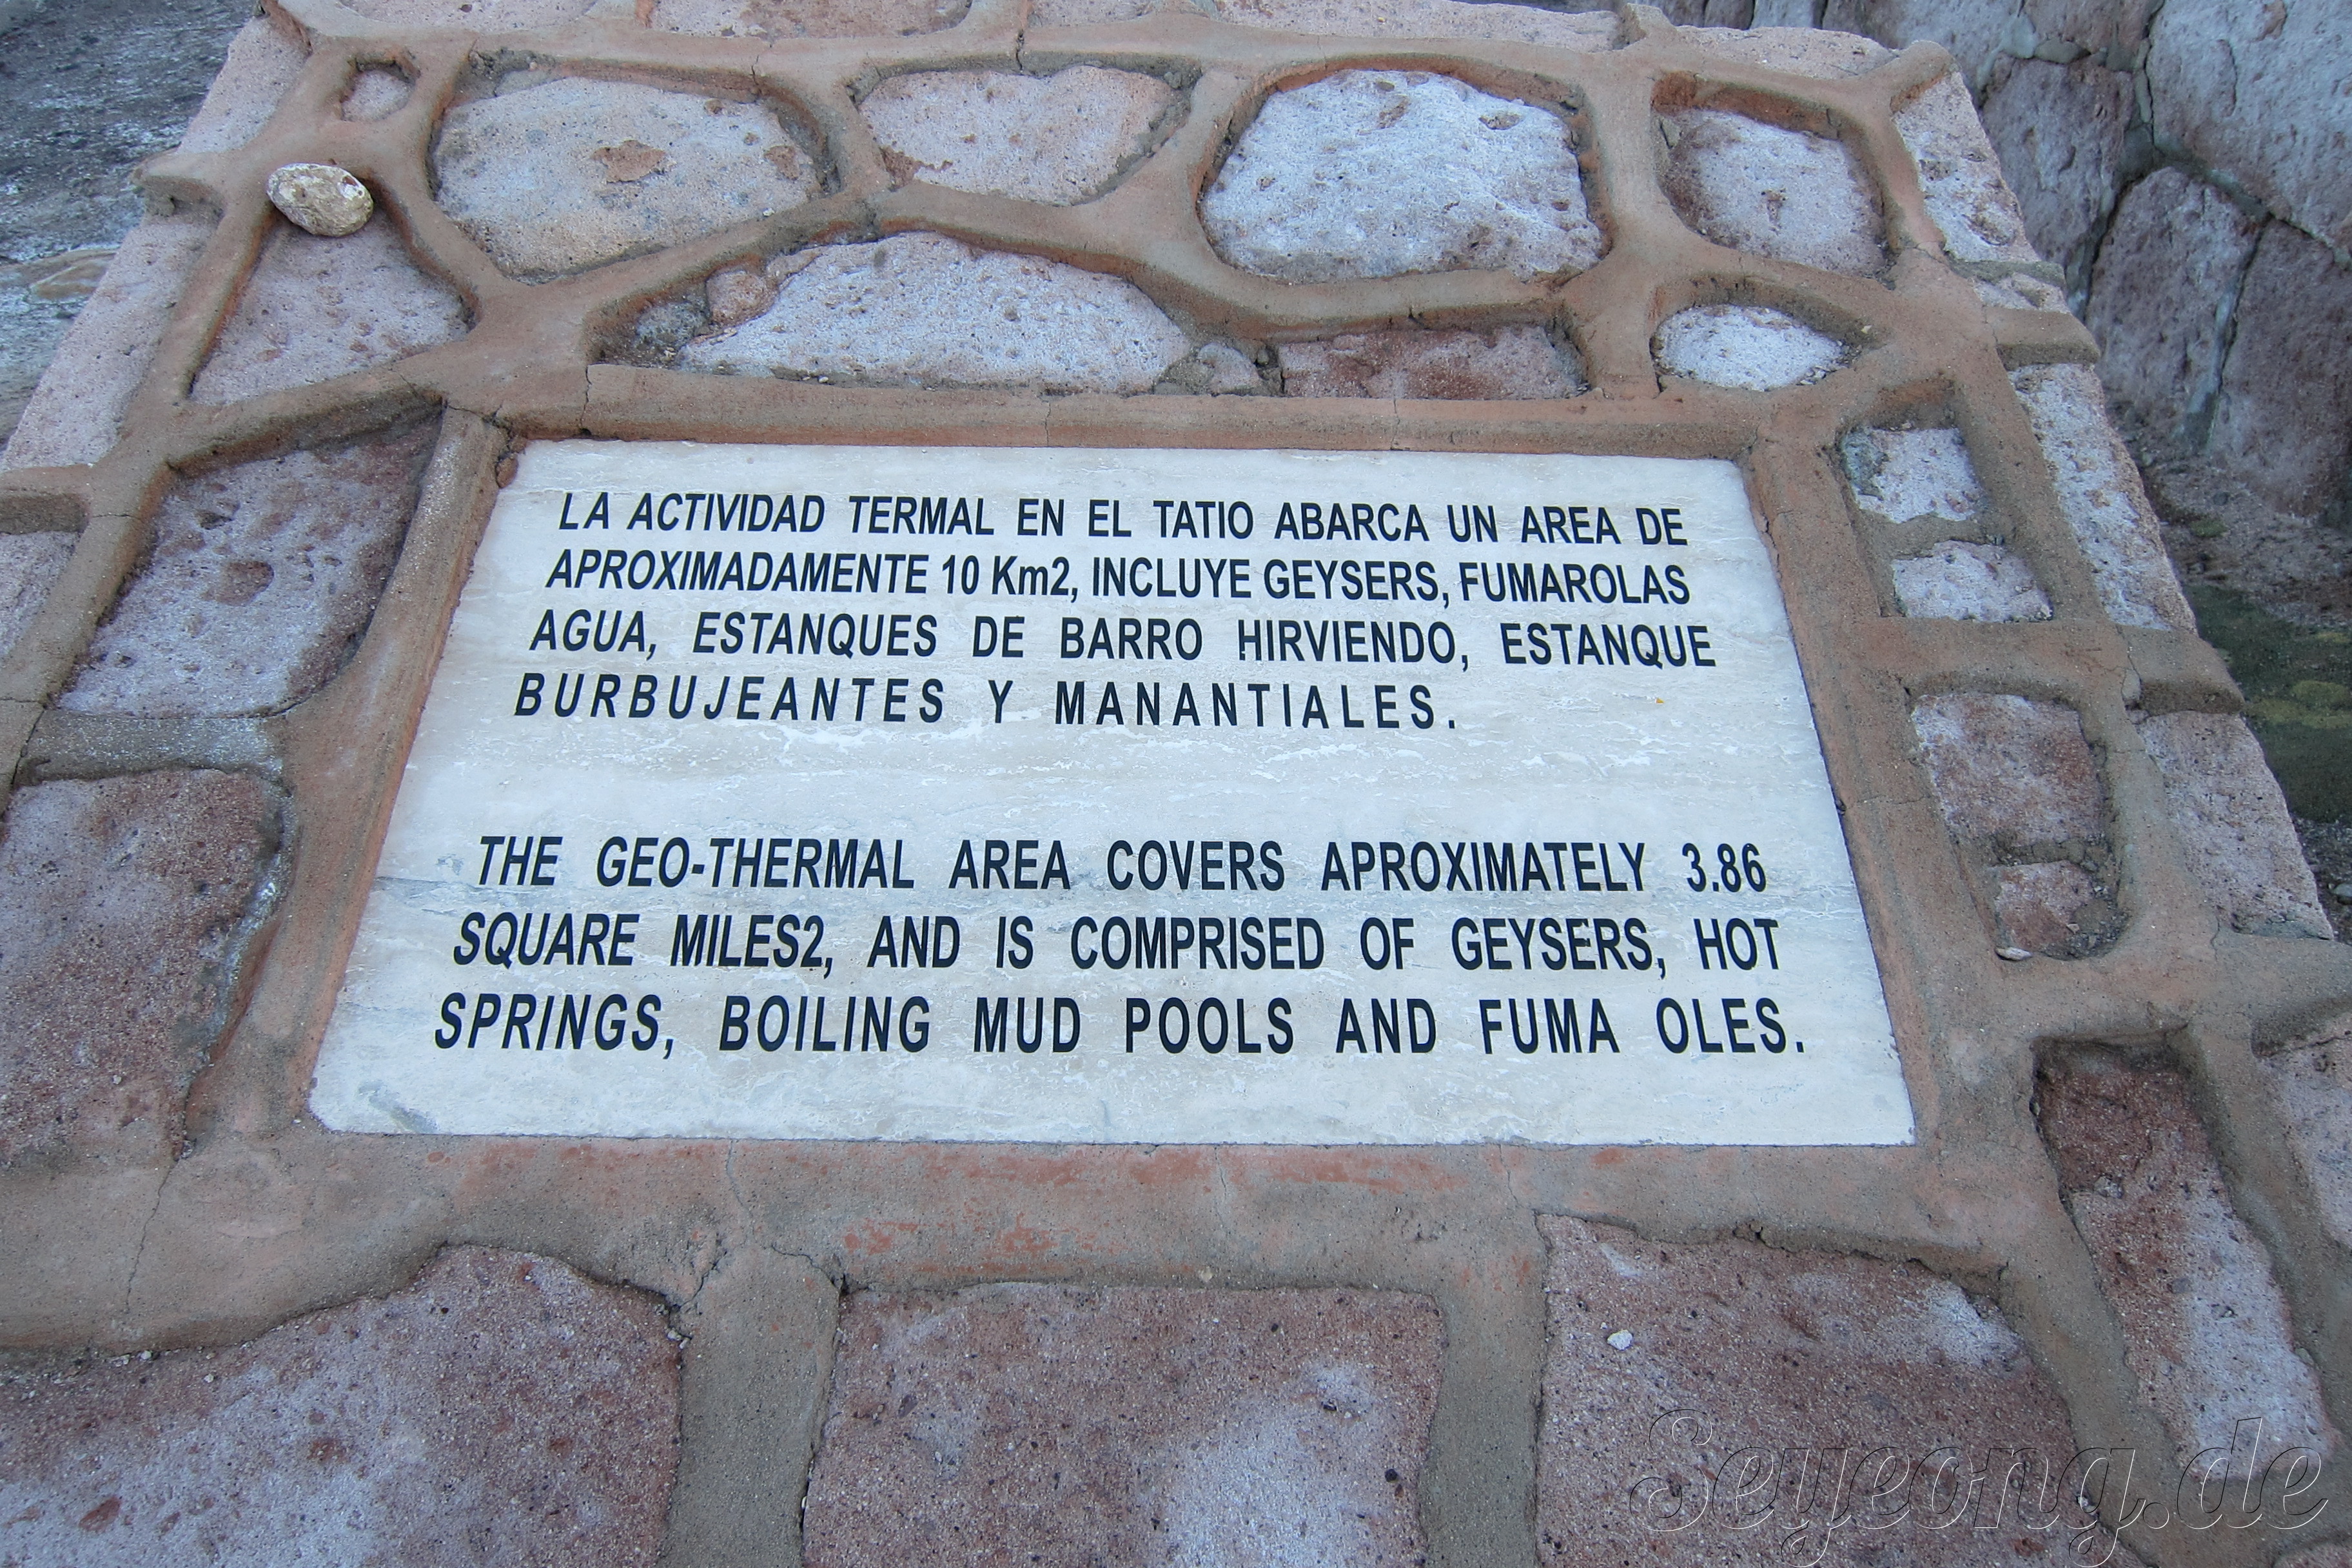 LA ACTIVIDAD TERMAL EN EL TATIO ABARCA UN AREA DE
APROXIMADAMENTE 10 Km2, INCLUYE GEYSERS, FUMAROLAS
AGUA, ESTANQUES DE BARRO HIRVIENDO, ESTANQUE
BURBUJEANTES Y MANANTIALES.
THE GEO-THERMAL AREA COVERS APROXIMATELY 3.86
SQUARE MILES2, AND IS COMPRISED OF GEYSERS, HOT
SPRINGS, BOILING MUD POOLS AND FUMA OLES.
Seyeong.de